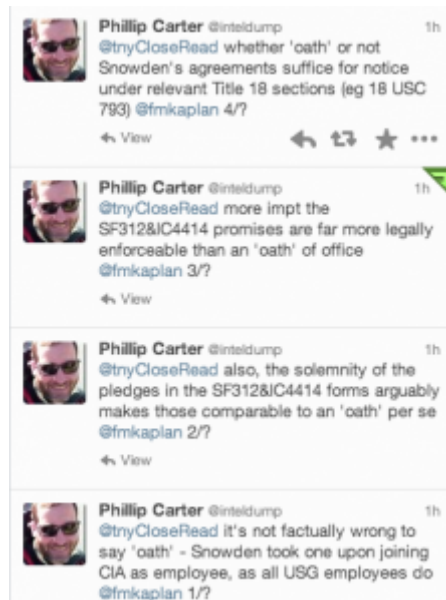 Phillip Carter @inteldump 1h
@tnyCloseRead whether 'oath' or not
Snowden's agreements suffice for notice
under relevant Title 18 sections (eg 18 USC
793) @fmkaplan 4/?
View
Phillip Carter @inteldump 1h
@tnyCloseRead more impt the
SF312&IC4414 promises are far more legally
enforceable than an 'oath' of office
@fmkaplan 3/?
View
Phillip Carter @inteldump 1h
@tnyCloseRead also, the solemnity of the
pledges in the SF312&IC4414 forms arguably
makes those comparable to an 'oath' per se
@fmkaplan 2/?
View
Phillip Carter @inteldump 1h
@tnyCloseRead it's not factually wrong to
say 'oath' - Snowden took one upon joining
CIA as employee, as all USG employees do
@fmkaplan 1/?